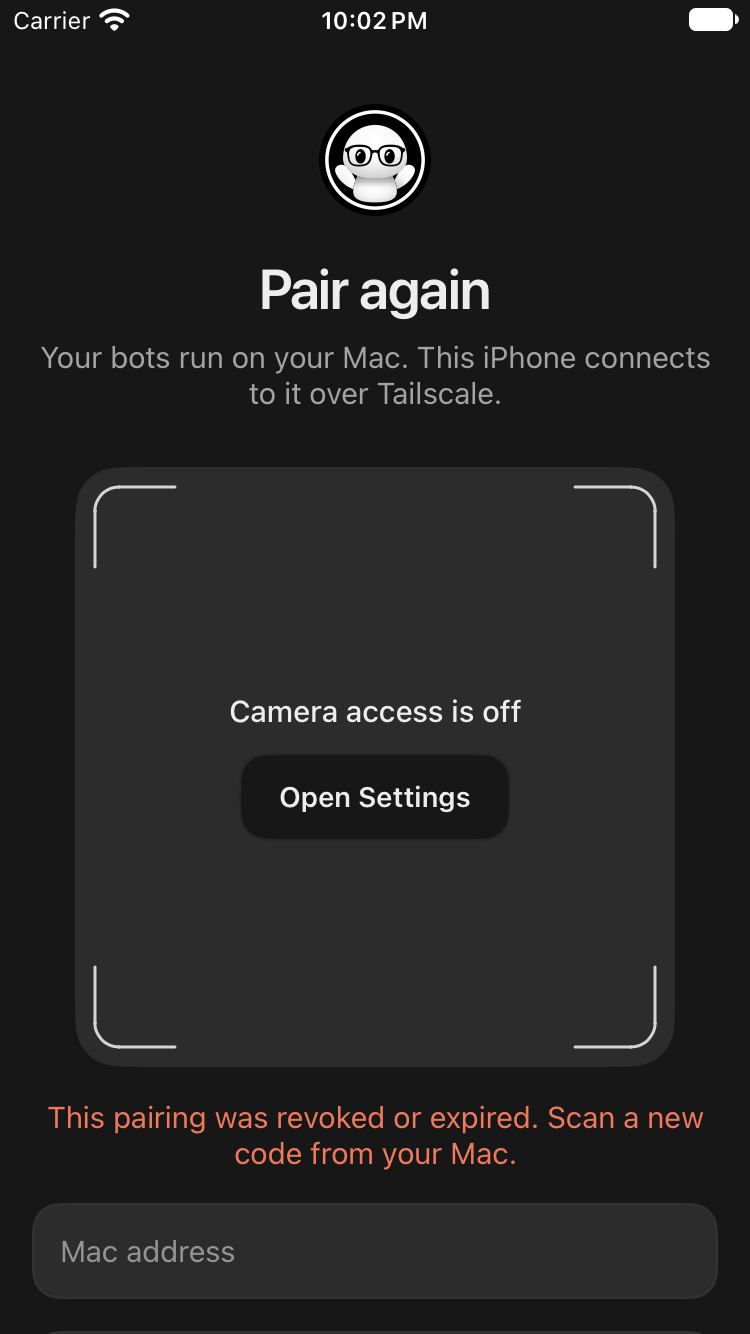 Carrier 10:02 PM
Pair again
Your bots run on your Mac. This iPhone connects
to it over Tailscale.
Camera access is off
Open Settings
This pairing was revoked or expired. Scan a new
code from your Mac.
Mac address